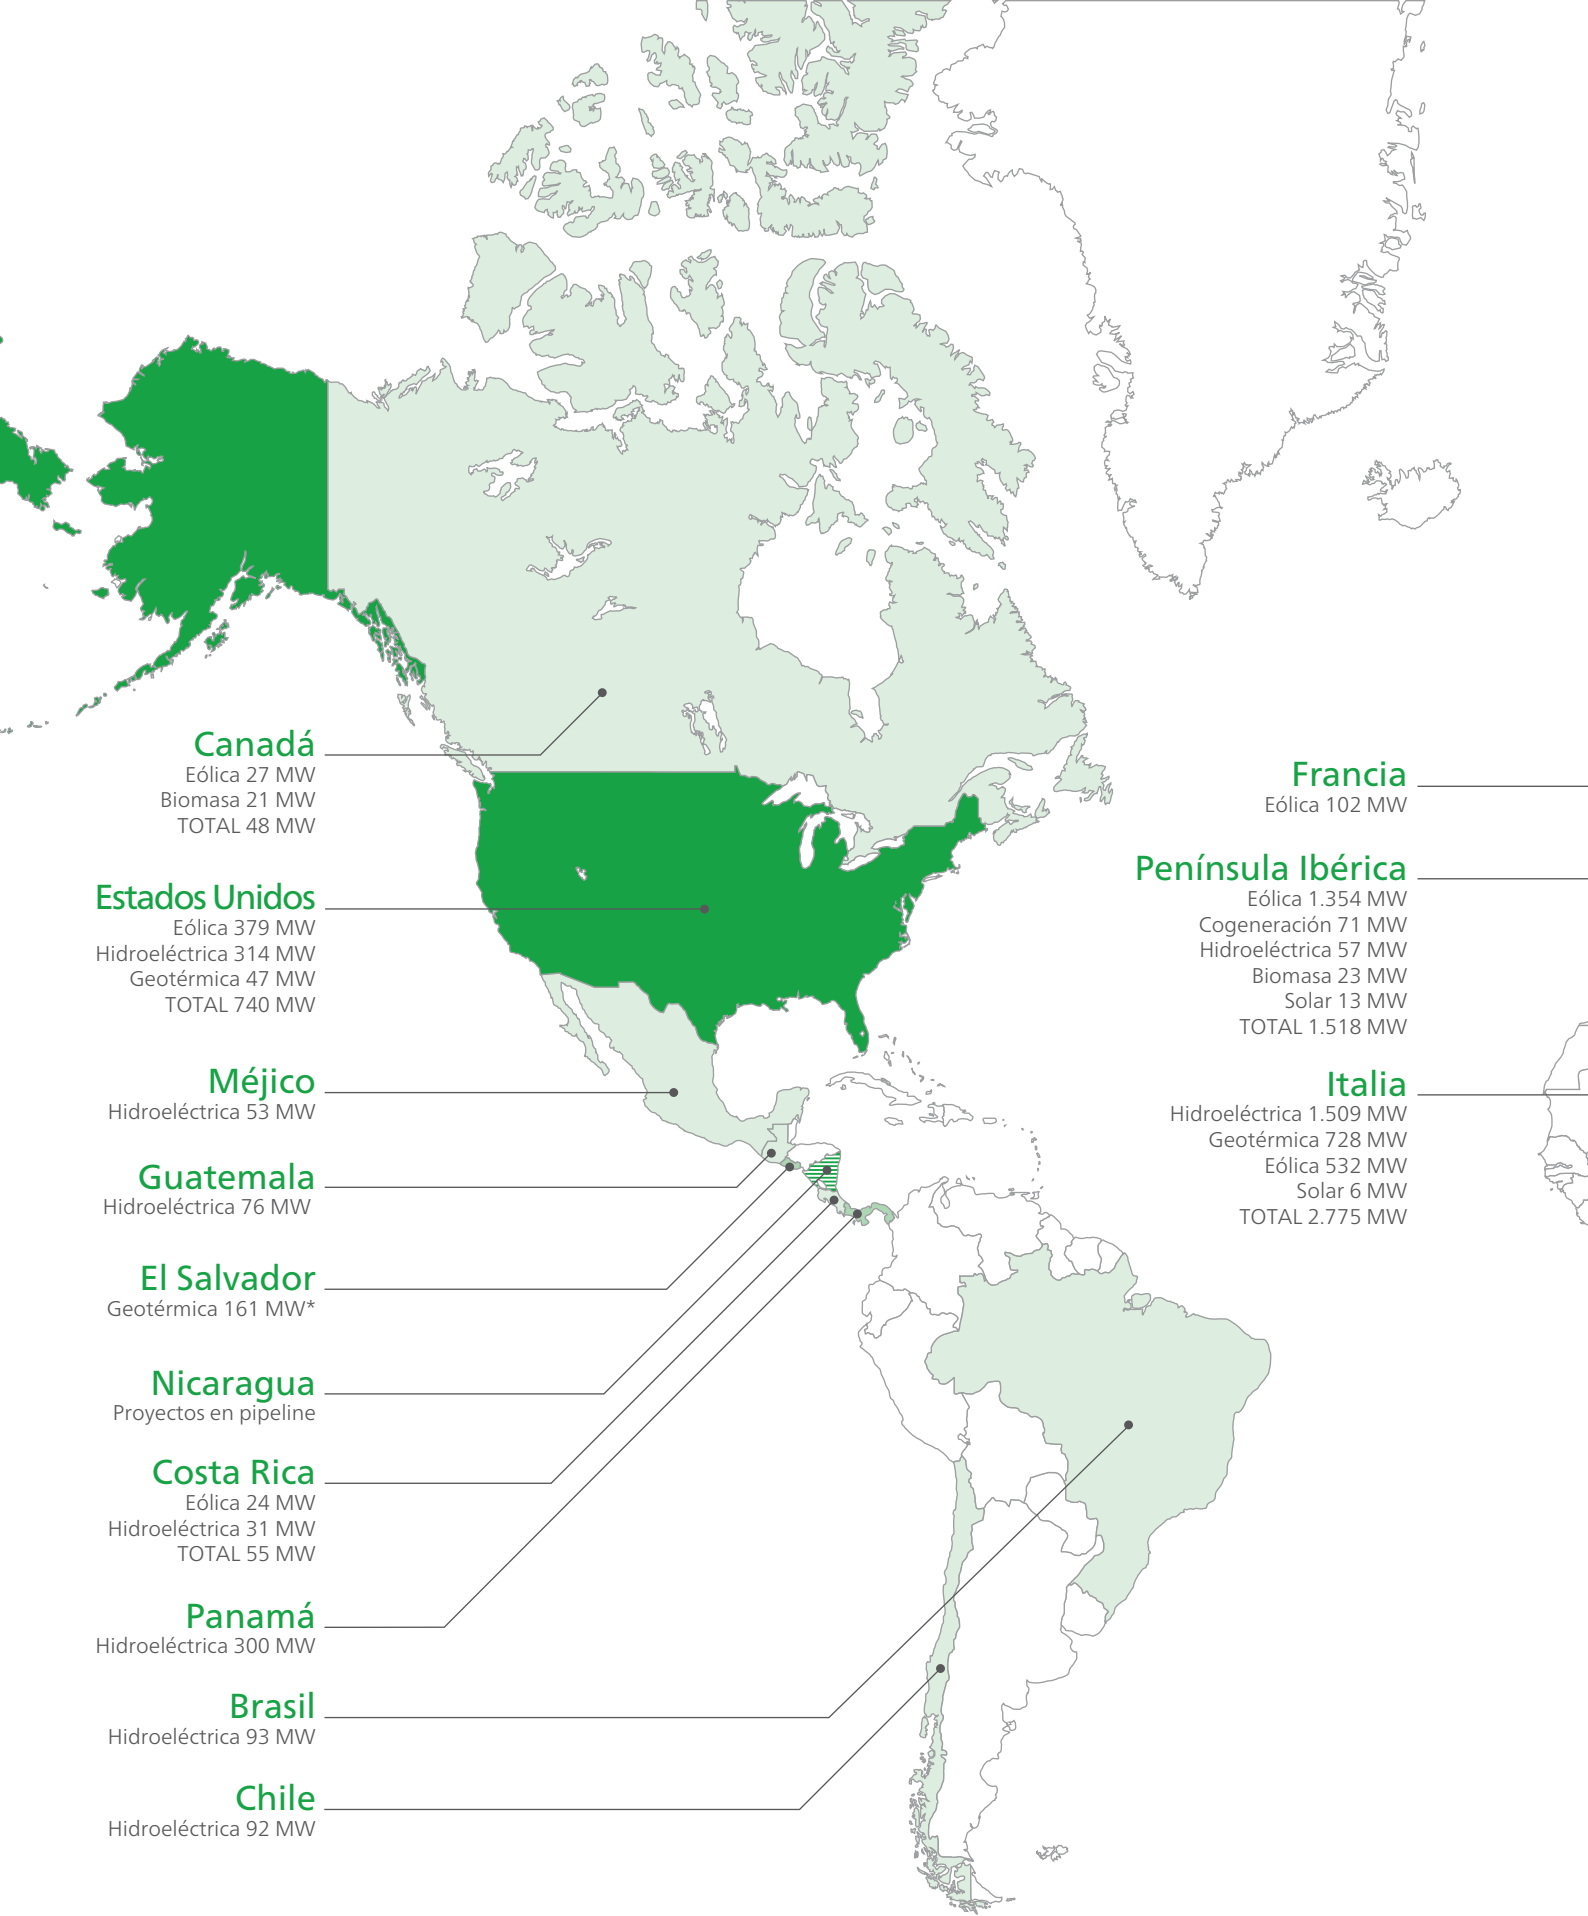 Canadá
Eólica 27 MW
Biomasa 21 MW
TOTAL 48 MW
Estados Unidos
Eólica 379 MW
Hidroeléctrica 314 MW
Geotérmica 47 MW
TOTAL 740 MW
Méjico
Hidroeléctrica 53 MW
Guatemala
Hidroeléctrica 76 MW
El Salvador
Geotérmica 161 MW*
Nicaragua
Proyectos en pipeline
Costa Rica
Eólica 24 MW
Hidroeléctrica 31 MW
TOTAL 55 MW
Panamá
Hidroeléctrica 300 MW
Brasil
Hidroeléctrica 93 MW
Chile
Hidroeléctrica 92 MW
Francia
Eólica 102 MW
Península Ibérica
Eólica 1.354 MW
Cogeneración 71 MW
Hidroeléctrica 57 MW
Biomasa 23 MW
Solar 13 MW
TOTAL 1.518 MW
Italia
Hidroeléctrica 1.509 MW
Geotérmica 728 MW
Eólica 532 MW
Solar 6 MW
TOTAL 2.775 MW